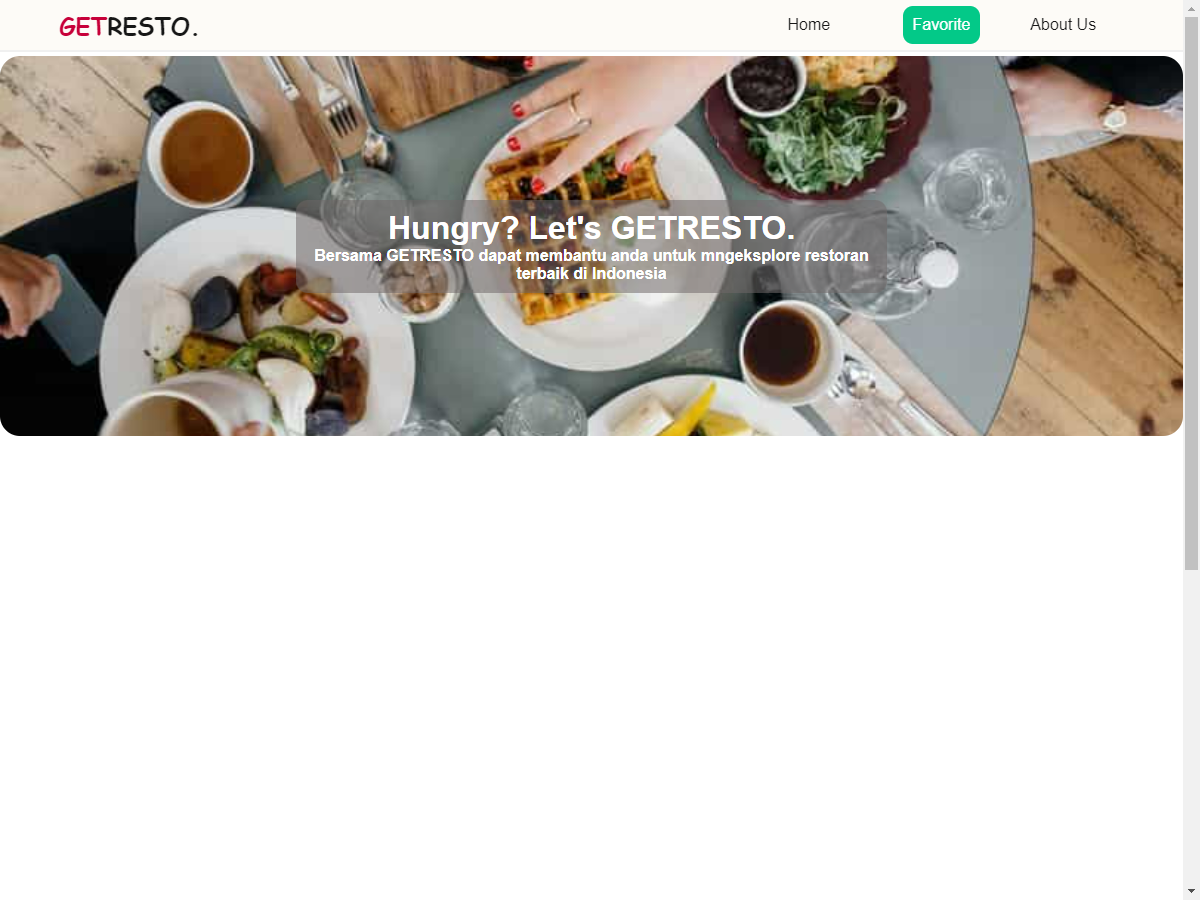 GETRESTO.
Home
Favorite
About Us
Hungry? Let's GETRESTO.
Bersama GETRESTO dapat membantu anda untuk mngeksplore restoran
terbaik di Indonesia